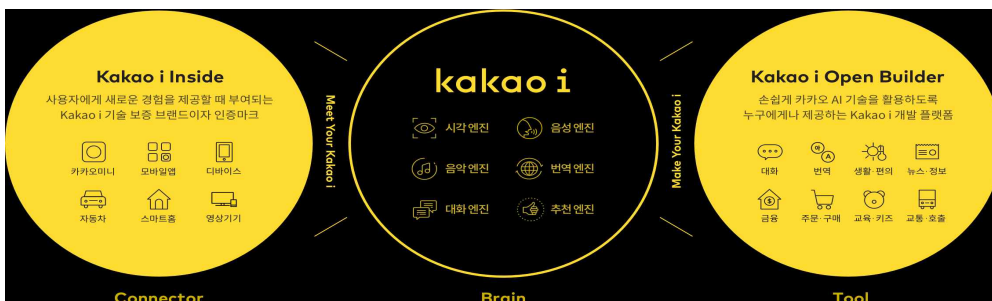 Kakao i Inside
사용자에게 새로운 경험을 제공할 때 부여되는
Kakao i 기술 보증 브랜드이자 인증마크
카카오미니 모바일앱 디바이스
자동차 스마트홈 영상기기
Connector
Meet Your Kakao i
kakao i
시각 엔진 음성 엔진
음악 엔진 번역 엔진
대화 엔진 추천 엔진
Brain
Make Your Kakao i
Kakao i Open Builder
손쉽게 카카오 AI 기술을 활용하도록
누구에게나 제공하는 Kakao i 개발 플랫폼
대화 번역 생활·편의 뉴스·정보
금융 주문·구매 교육·키즈 교통·호출
Tool